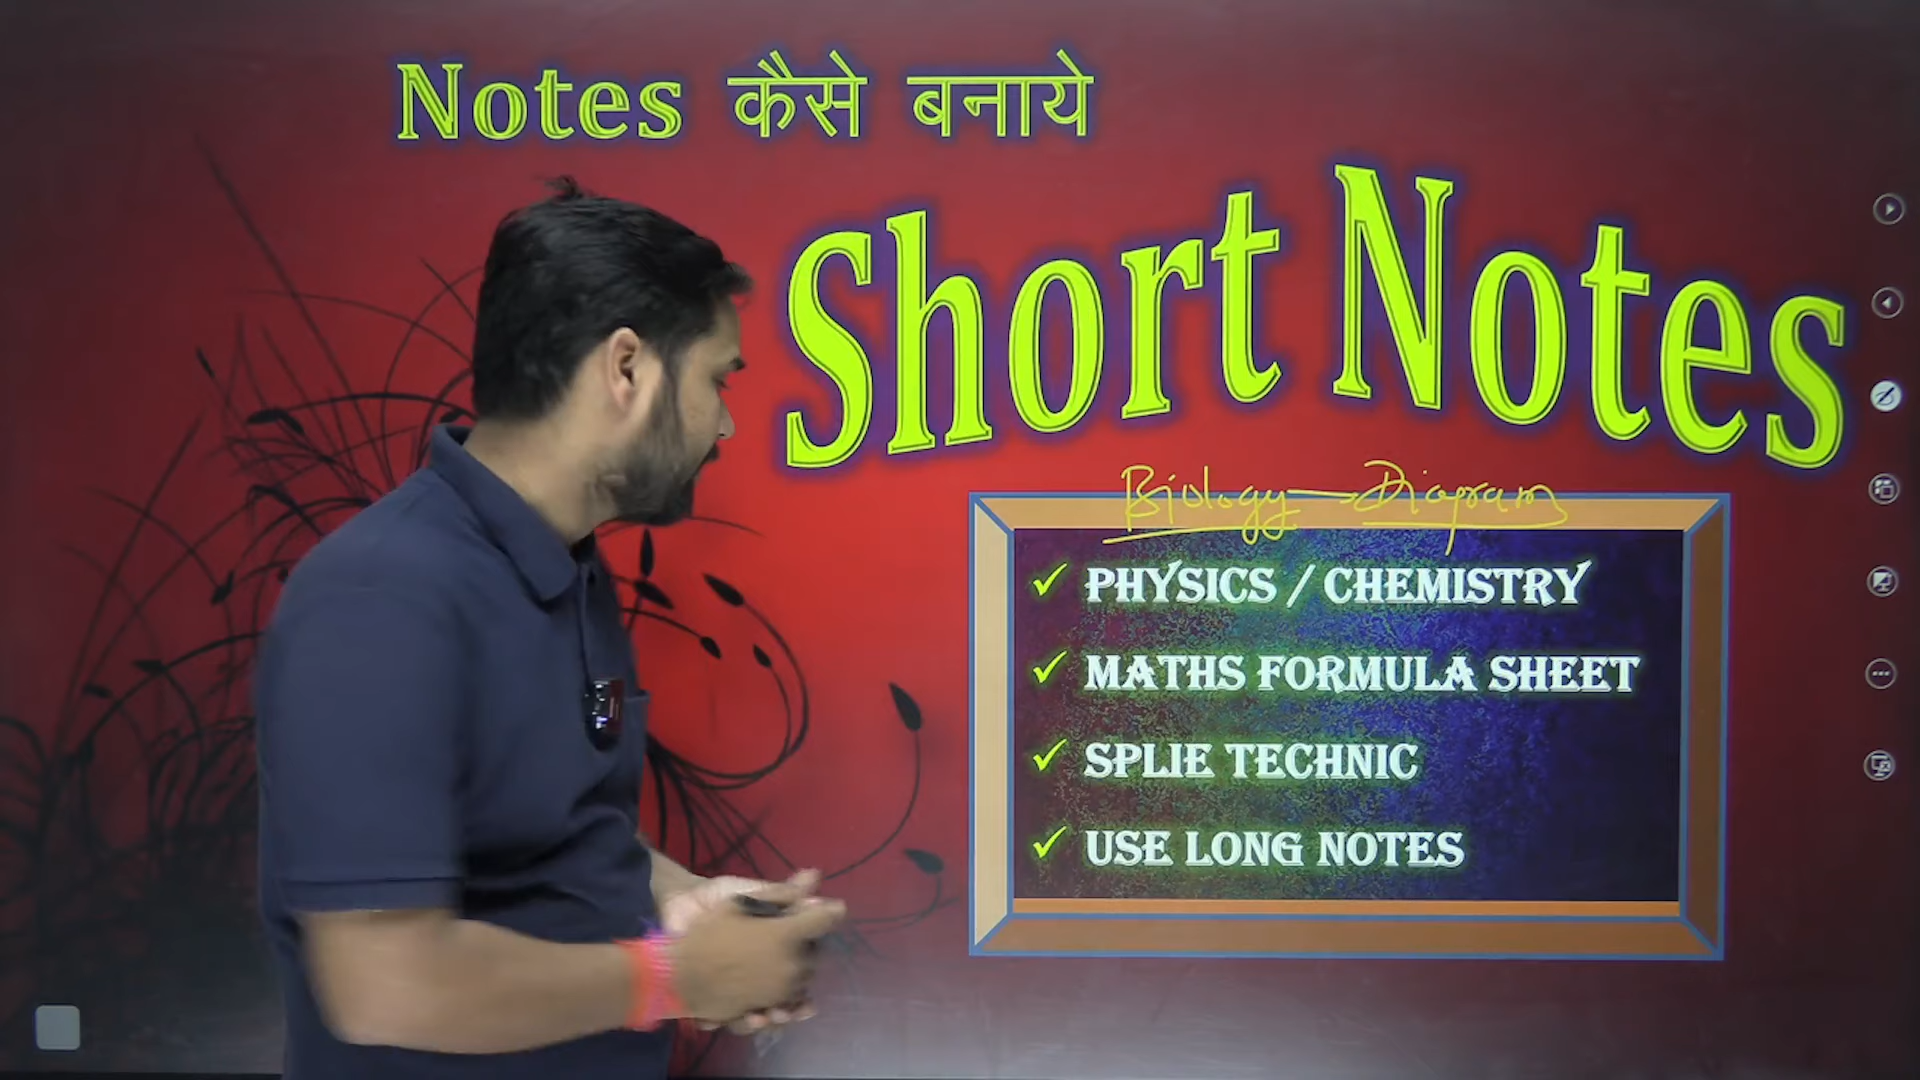 Notes कैसे बनाये
Short Notes
Biology → Diagram
PHYSICS / CHEMISTRY
MATHS FORMULA SHEET
SPLIE TECHNIC
USE LONG NOTES